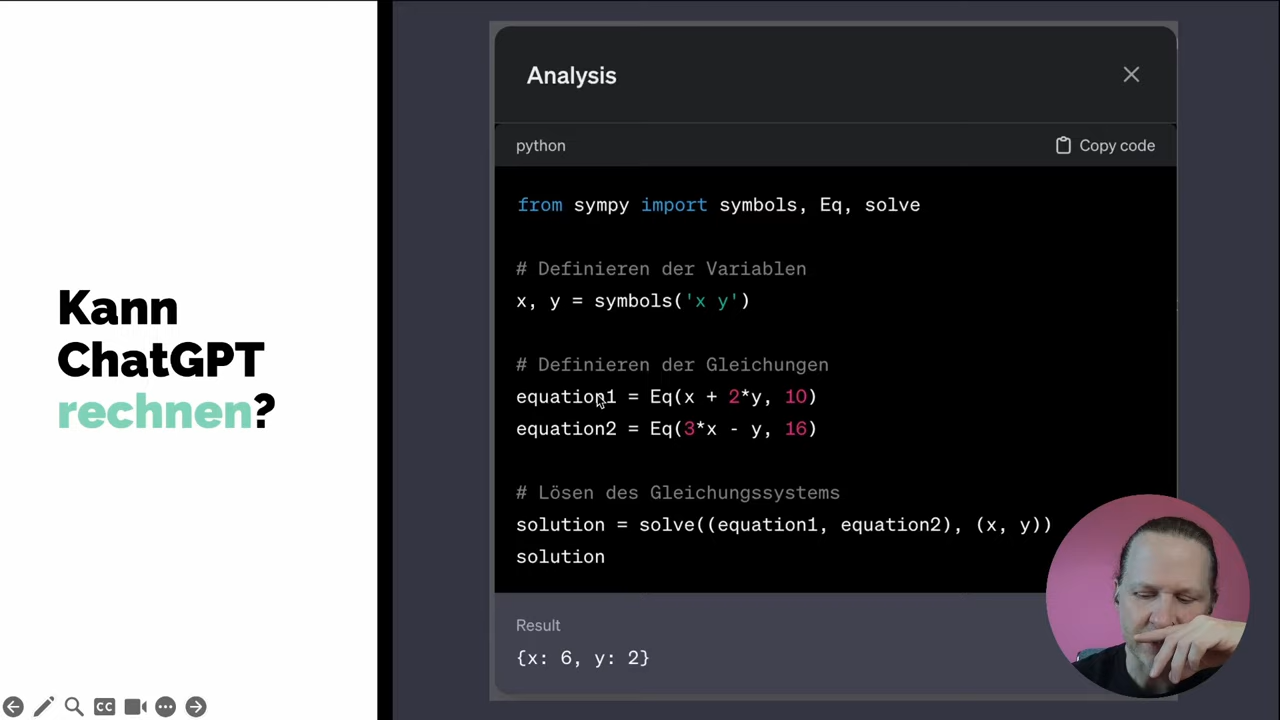 Kann
ChatGPT
rechnen?
Analysis
python
Copy code
from sympy import symbols, Eq, solve
# Definieren der Variablen
x, y = symbols('x y')
# Definieren der Gleichungen
equation1 = Eq(x + 2*y, 10)
equation2 = Eq(3*x - y, 16)
# Lösen des Gleichungssystems
solution = solve((equation1, equation2), (x, y))
solution
Result
{x: 6, y: 2}
CC